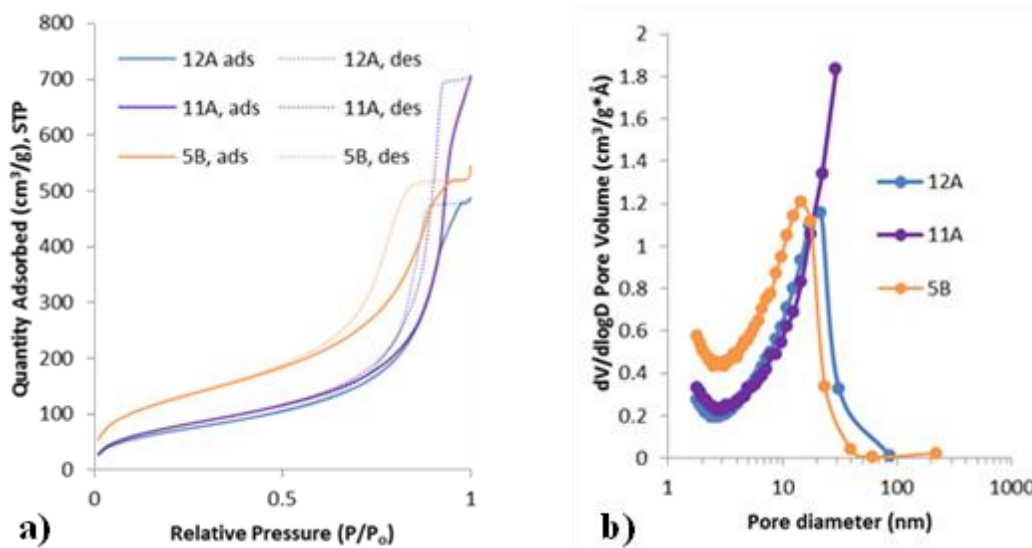 800
700
600
500
400
300
200
100
0
Quantity Adsorbed (cm³/g), STP
12A ads
12A, des
11A, ads
11A, des
5B, ads
5B, des
0
0.5
1
Relative Pressure (P/P₀)
a)
2
1.8
1.6
1.4
1.2
1
0.8
0.6
0.4
0.2
0
dV/dlogD Pore Volume (cm³/g*Å)
12A
11A
5B
1
10
100
1000
Pore diameter (nm)
b)